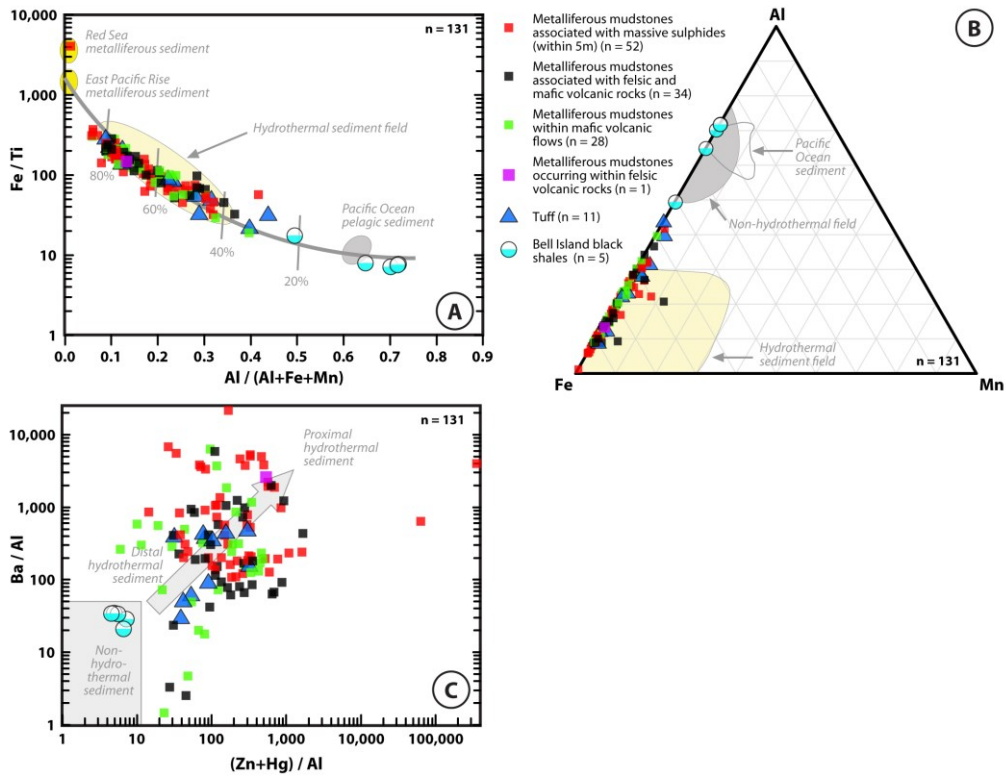 10,000
1,000
100
10
1
Fe / Ti
n = 131
Red Sea
metalliferous sediment
East Pacific Rise
metalliferous sediment
Hydrothermal sediment field
80%
60%
40%
20%
Pacific Ocean
pelagic sediment
A
0.0 0.1 0.2 0.3 0.4 0.5 0.6 0.7 0.8 0.9
Al / (Al+Fe+Mn)
Metalliferous mudstones
associated with massive sulphides
(within 5m) (n = 52)
Metalliferous mudstones
associated with felsic and
mafic volcanic rocks (n = 34)
Metalliferous mudstones
within mafic volcanic
flows (n = 28)
Metalliferous mudstones
occurring within felsic
volcanic rocks (n = 1)
Tuff (n = 11)
Bell Island black
shales (n = 5)
Al
B
Pacific
Ocean
sediment
Non-hydrothermal field
Hydrothermal
sediment field
n = 131
Fe
Mn
10,000
1,000
100
10
1
Ba / Al
n = 131
Proximal
hydrothermal
sediment
Distal
hydrothermal
sediment
Non-
hydro-
thermal
sediment
C
1 10 100 1,000 10,000 100,000
(Zn+Hg) / Al